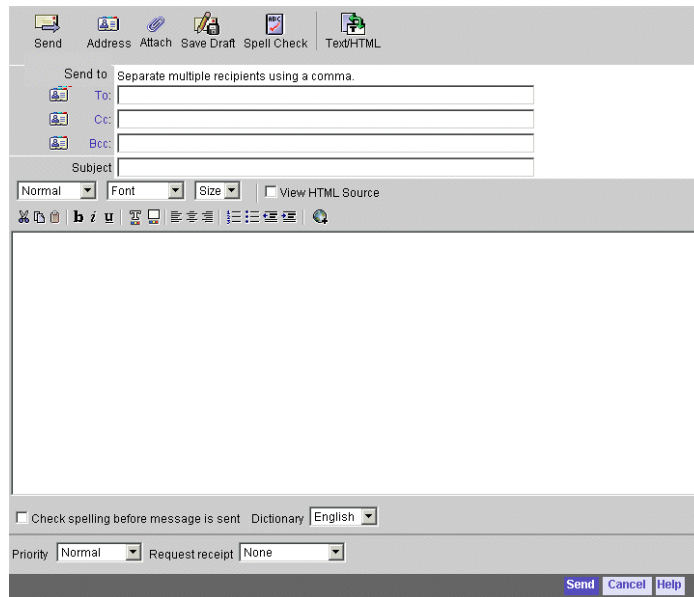 Send Address Attach Save Draft Spell Check Text/HTML
Send to Separate multiple recipients using a comma.
To:
Cc:
Bcc:
Subject
Normal Font Size View HTML Source
b i u T
Check spelling before message is sent Dictionary English
Priority Normal Request receipt None
Send Cancel Help